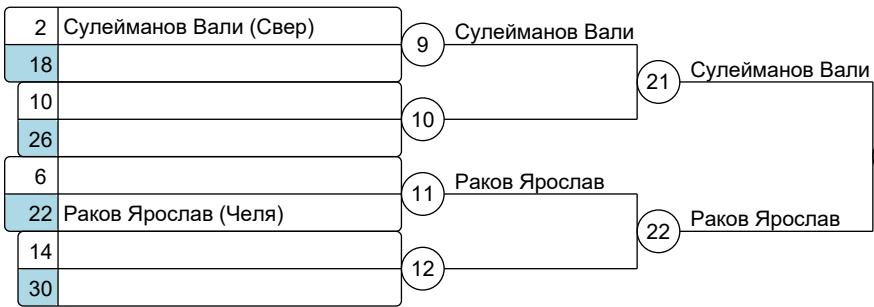 2 Сулейманов Вали (Свер)
18
10
26
6
22 Раков Ярослав (Челя)
14
30
9 Сулейманов Вали
10
11 Раков Ярослав
12
21 Сулейманов Вали
22 Раков Ярослав